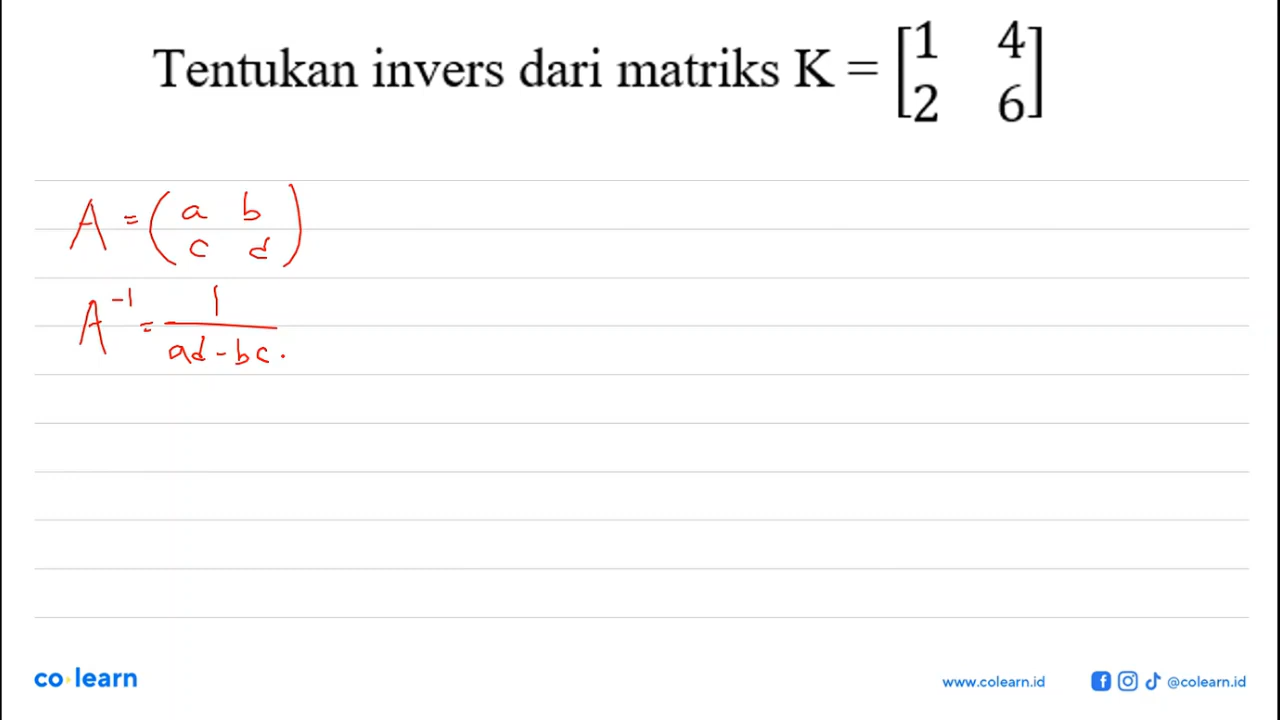 Tentukan invers dari matriks K = [1 4
2 6]
A = (a b
c d)
A⁻¹ = 1
ad - bc.
co learn
www.colearn.id @colearn.id